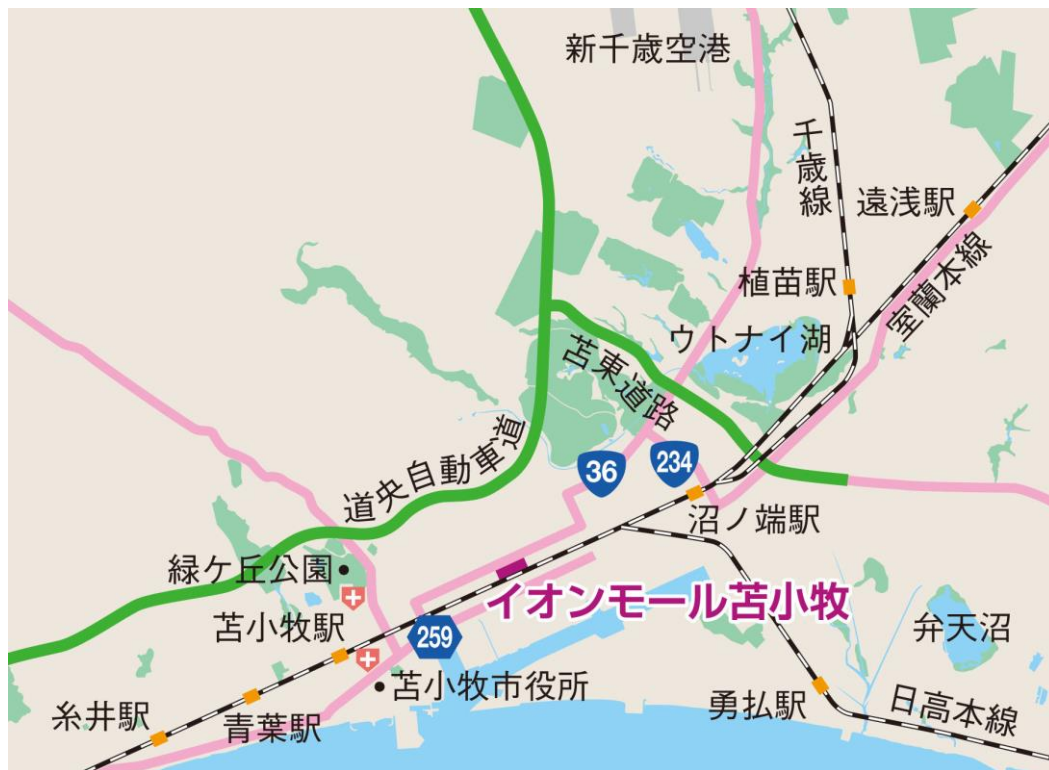 新千歳空港
千歳線
遠浅駅
植苗駅
室蘭本線
ウトナイ湖
苫東道路
道央自動車道
36
234
沼ノ端駅
緑ケ丘公園
イオンモール苫小牧
苫小牧駅
259
弁天沼
苫小牧市役所
糸井駅
青葉駅
勇払駅
日高本線